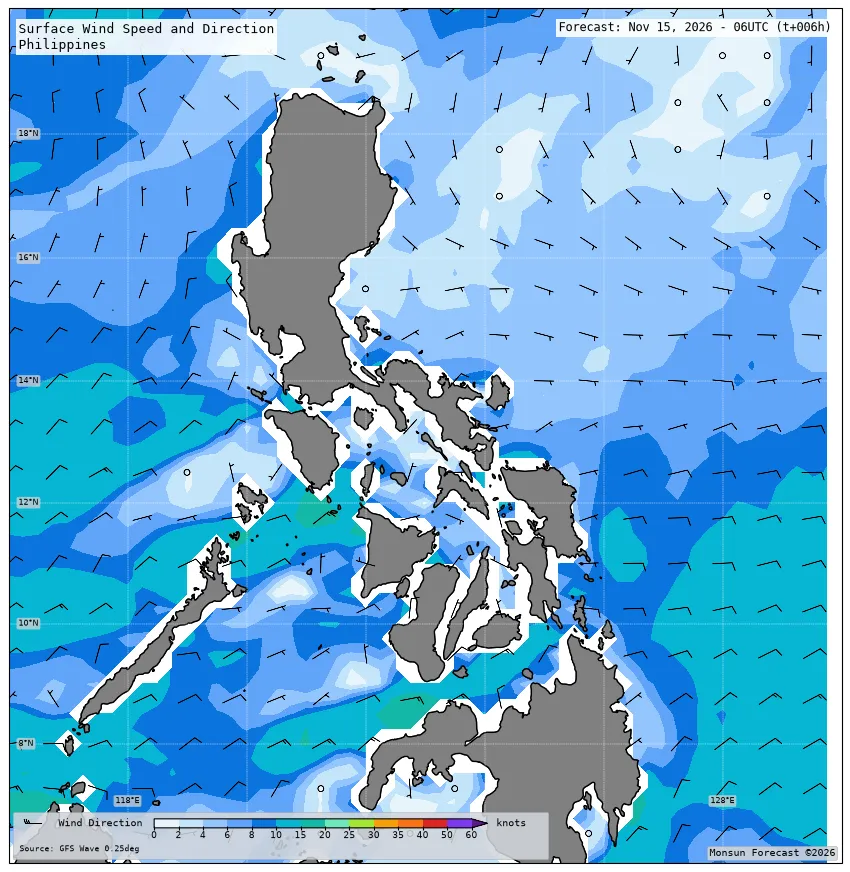 Surface Wind Speed and Direction
Philippines
Forecast: Nov 15, 2026 - 06UTC (t+006h)
18°N
16°N
14°N
12°N
10°N
8°N
118°E
128°E
Wind Direction
knots
0 2 4 6 8 10 15 20 25 30 35 40 50 60
Source: GFS Wave 0.25deg
Monsun Forecast ©2026